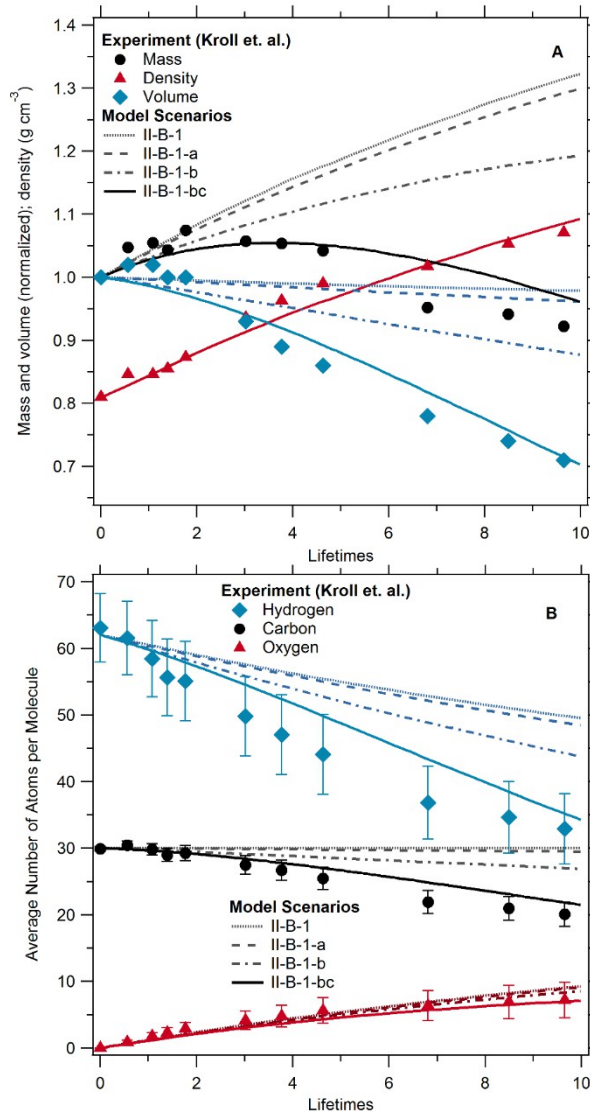 A
Experiment (Kroll et. al.)
Mass
Density
Volume
Model Scenarios
II-B-1
II-B-1-a
II-B-1-b
II-B-1-bc
Mass and volume (normalized); density (g cm⁻³)
1.4
1.3
1.2
1.1
1.0
0.9
0.8
0.7
0 2 4 6 8 10
Lifetimes
B
Experiment (Kroll et. al.)
Hydrogen
Carbon
Oxygen
Average Number of Atoms per Molecule
70
60
50
40
30
20
10
0
Model Scenarios
II-B-1
II-B-1-a
II-B-1-b
II-B-1-bc
0 2 4 6 8 10
Lifetimes